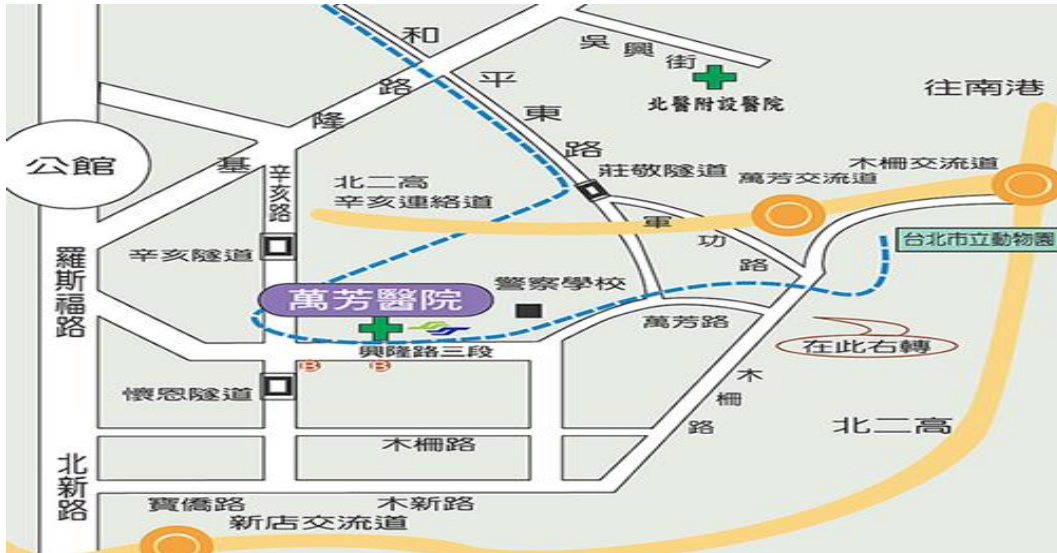 和平東路
吳興街
北醫附設醫院
往南港
基隆路
公館
辛亥路
北二高
辛亥連絡道
莊敬隧道
萬芳交流道
木柵交流道
軍功路
台北市立動物園
辛亥隧道
羅斯福路
萬芳醫院
警察學校
萬芳路
在此右轉
興隆路三段
B
B
懷恩隧道
木柵路
木柵路
北二高
北新路
寶僑路
木新路
新店交流道